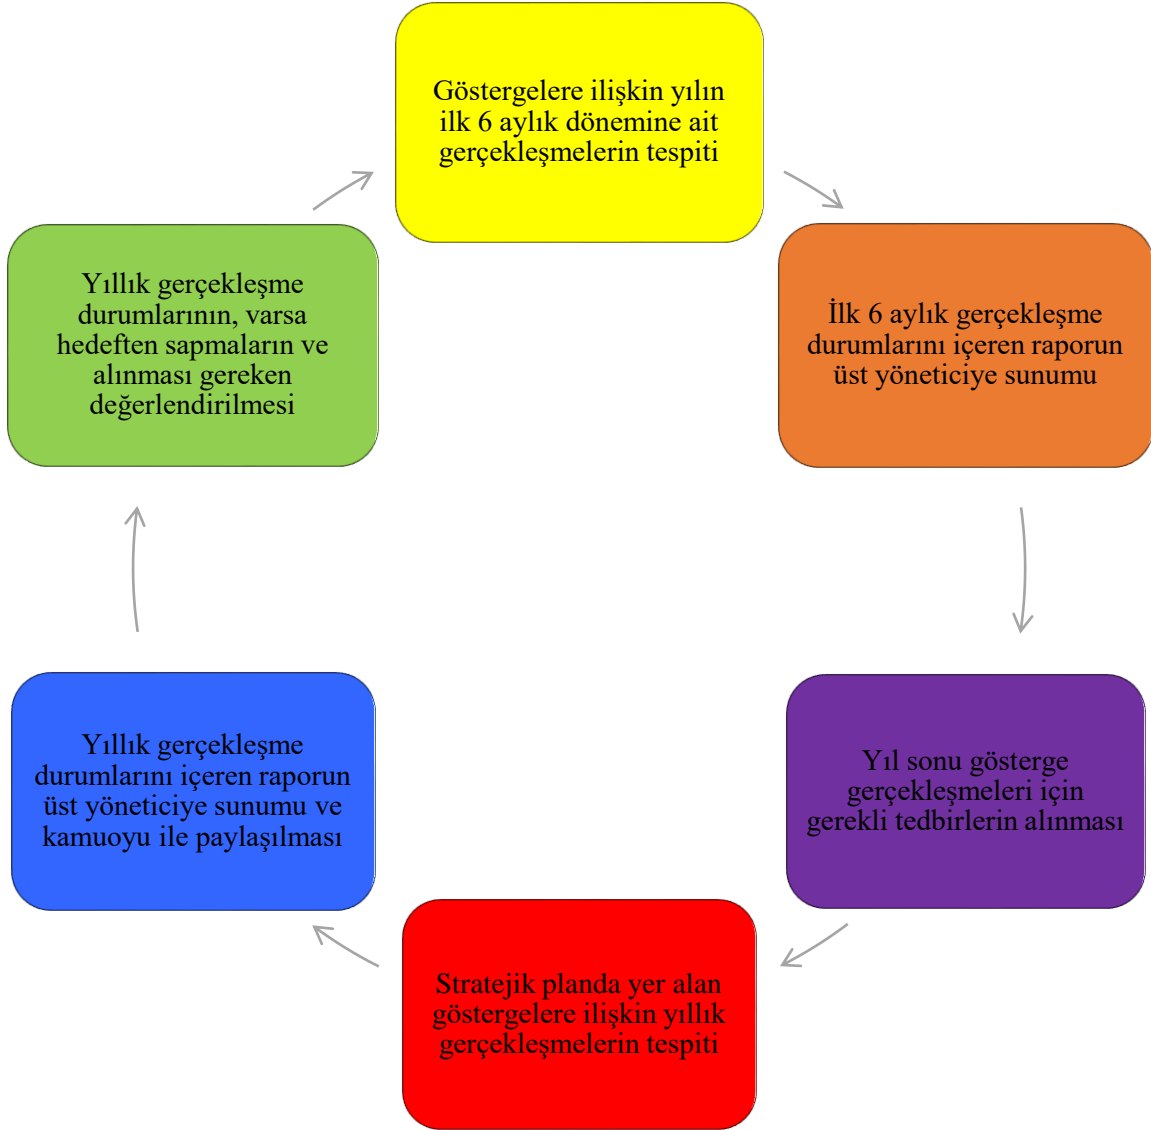 Göstergelere ilişkin yılın
ilk 6 aylık dönemine ait
gerçekleşmelerin tespiti
İlk 6 aylık gerçekleşme
durumlarını içeren raporun
üst yöneticiye sunumu
Yıl sonu gösterge
gerçekleşmeleri için
gerekli tedbirlerin alınması
Stratejik planda yer alan
göstergelere ilişkin yıllık
gerçekleşmelerin tespiti
Yıllık gerçekleşme
durumlarını içeren raporun
üst yöneticiye sunumu ve
kamuoyu ile paylaşılması
Yıllık gerçekleşme
durumlarının, varsa
hedeften sapmaların ve
alınması gereken
değerlendirilmesi